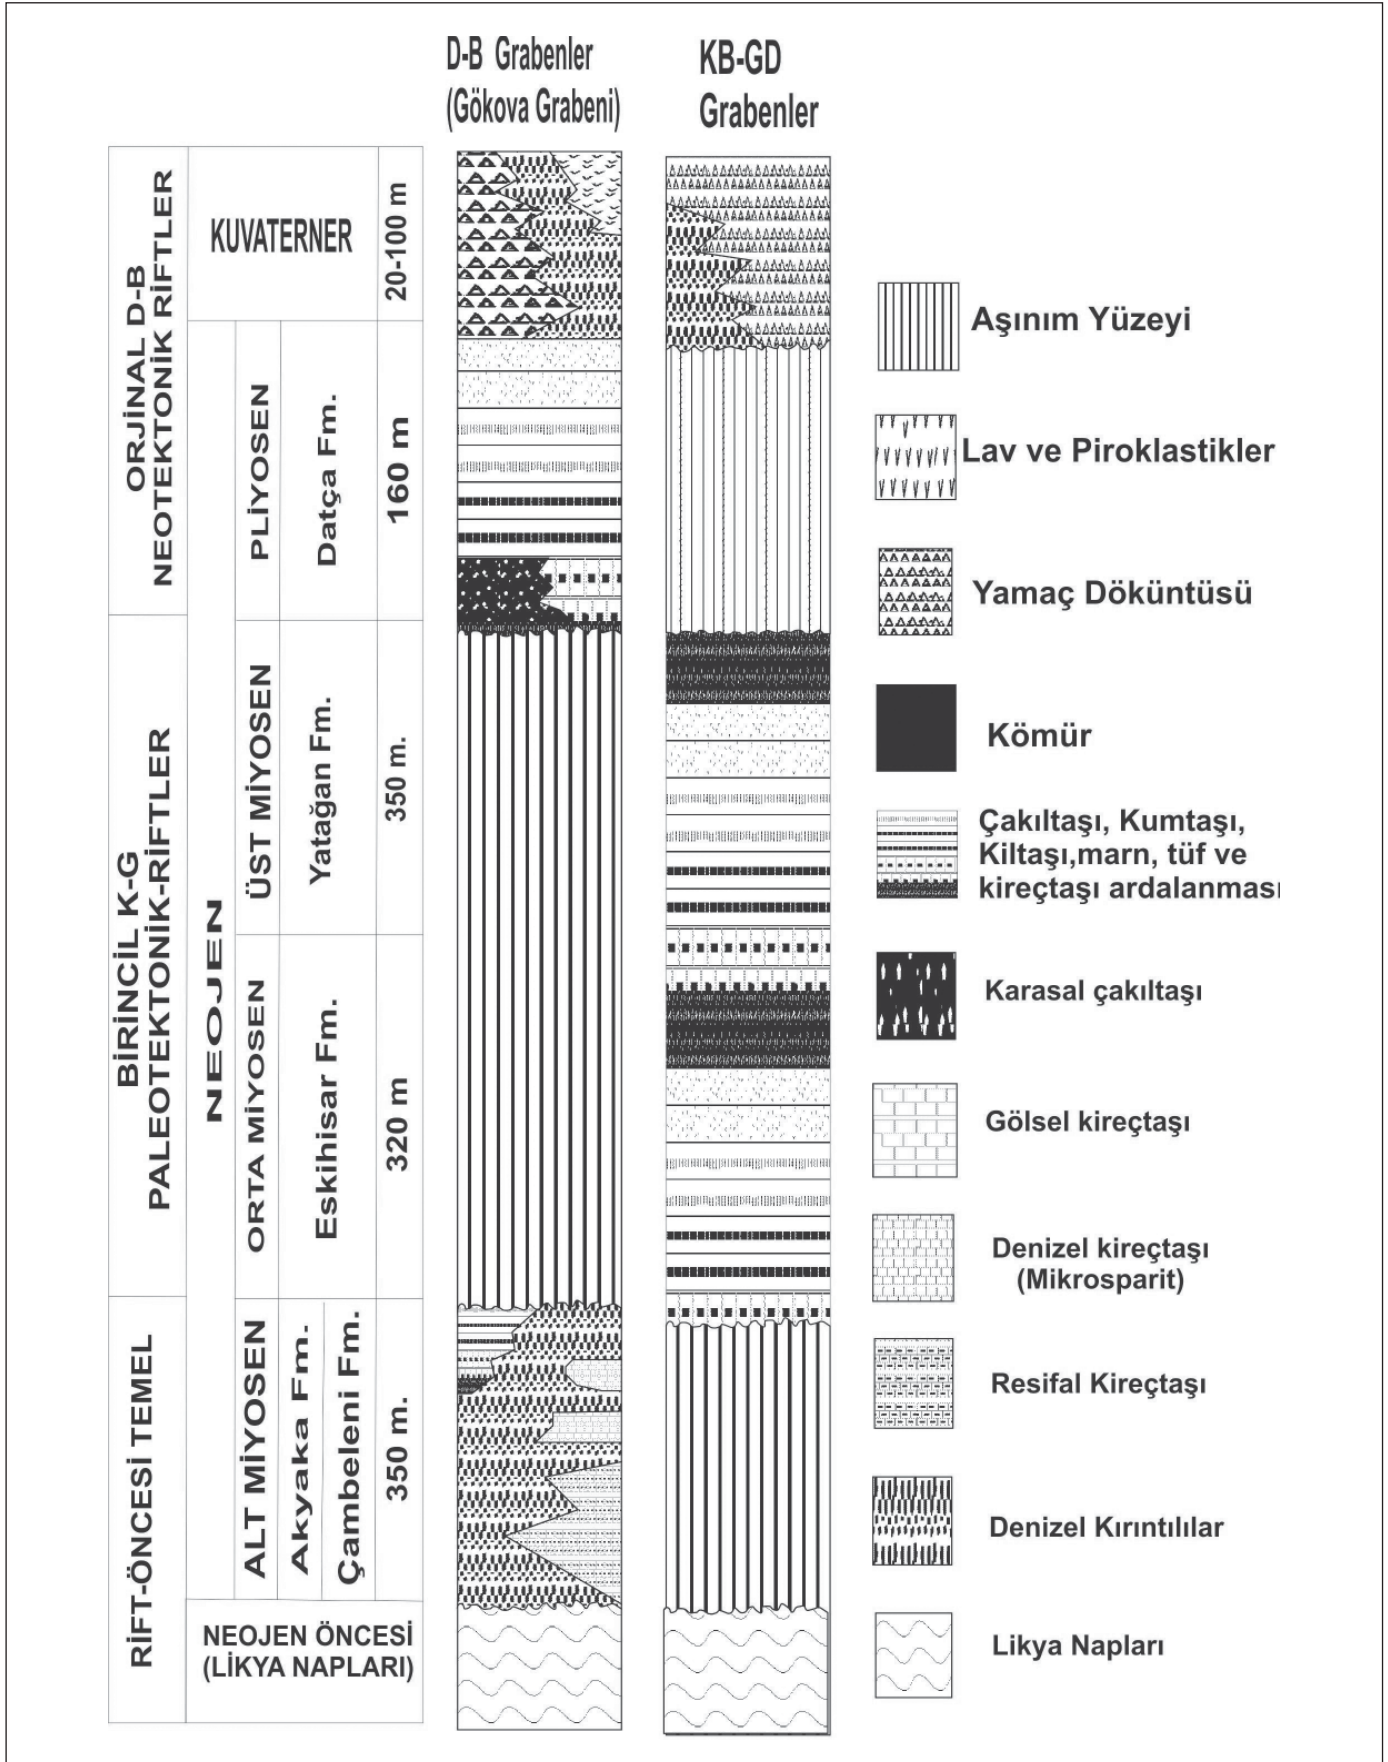 D-B Grabenler
(Gökova Grabeni)
KB-GD
Grabenler
ORJİNAL D-B
NEOTEKTONİK RİFTLER
KUVATERNER
20-100 m
PLİYOSEN
Datça Fm.
160 m
BİRİNCİL K-G
PALEOTEKTONİK-RİFTLER
NEOJEN
ÜST MİYOSEN
Yatağan Fm.
350 m.
ORTA MİYOSEN
Eskihisar Fm.
320 m
RİFT-ÖNCESİ TEMEL
ALT MİYOSEN
Akyaka Fm.
Çambeleni Fm.
350 m.
NEOJEN ÖNCESİ
(LİKYA NAPLARI)
Aşınım Yüzeyi
Lav ve Piroklastikler
Yamaç Döküntüsü
Kömür
Çakıltaşı, Kumtaşı,
Kiltaşı,marn, tüf ve
kireçtaşı ardalanması
Karasal çakıltaşı
Gölsel kireçtaşı
Denizel kireçtaşı
(Mikrosparit)
Resifal Kireçtaşı
Denizel Kırıntılılar
Likya Napları